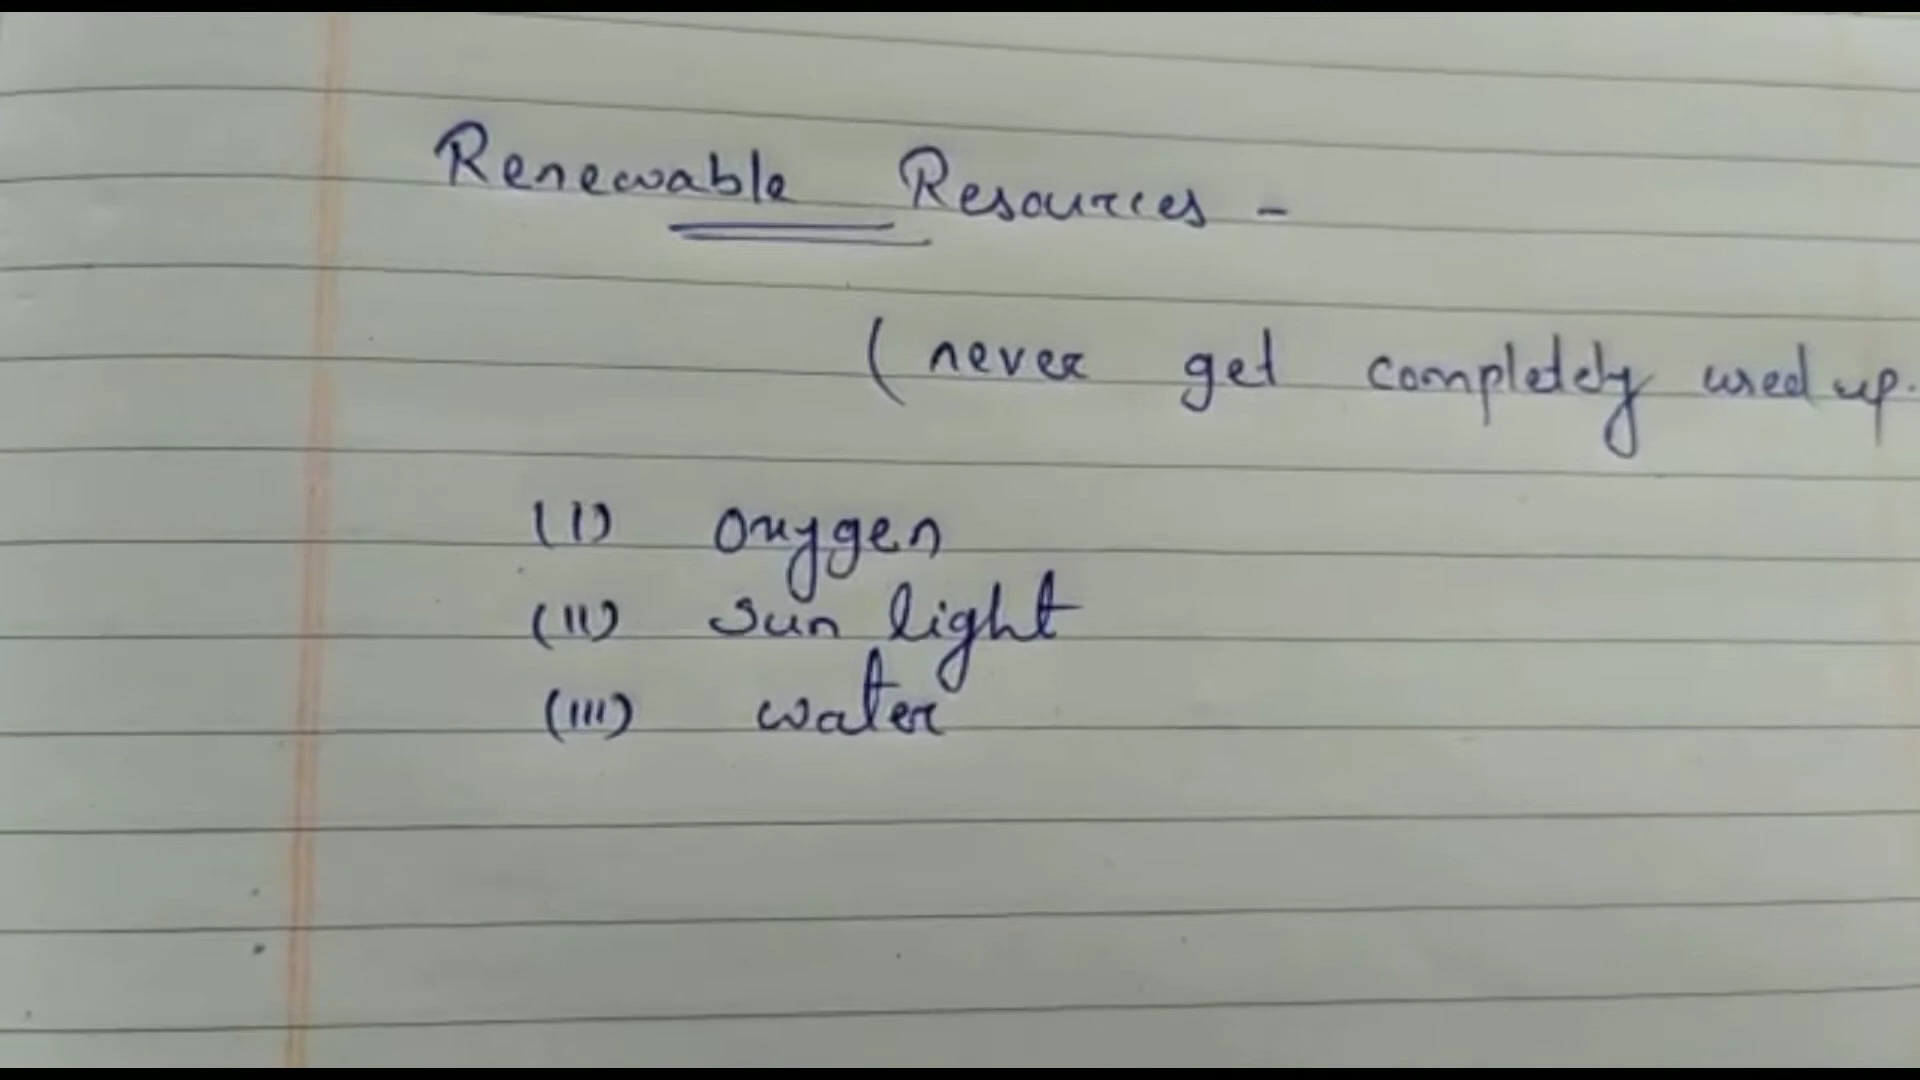 Renewable Resources -
( never get completely used up.
(I) oxygen
(II) sun light
(III) water